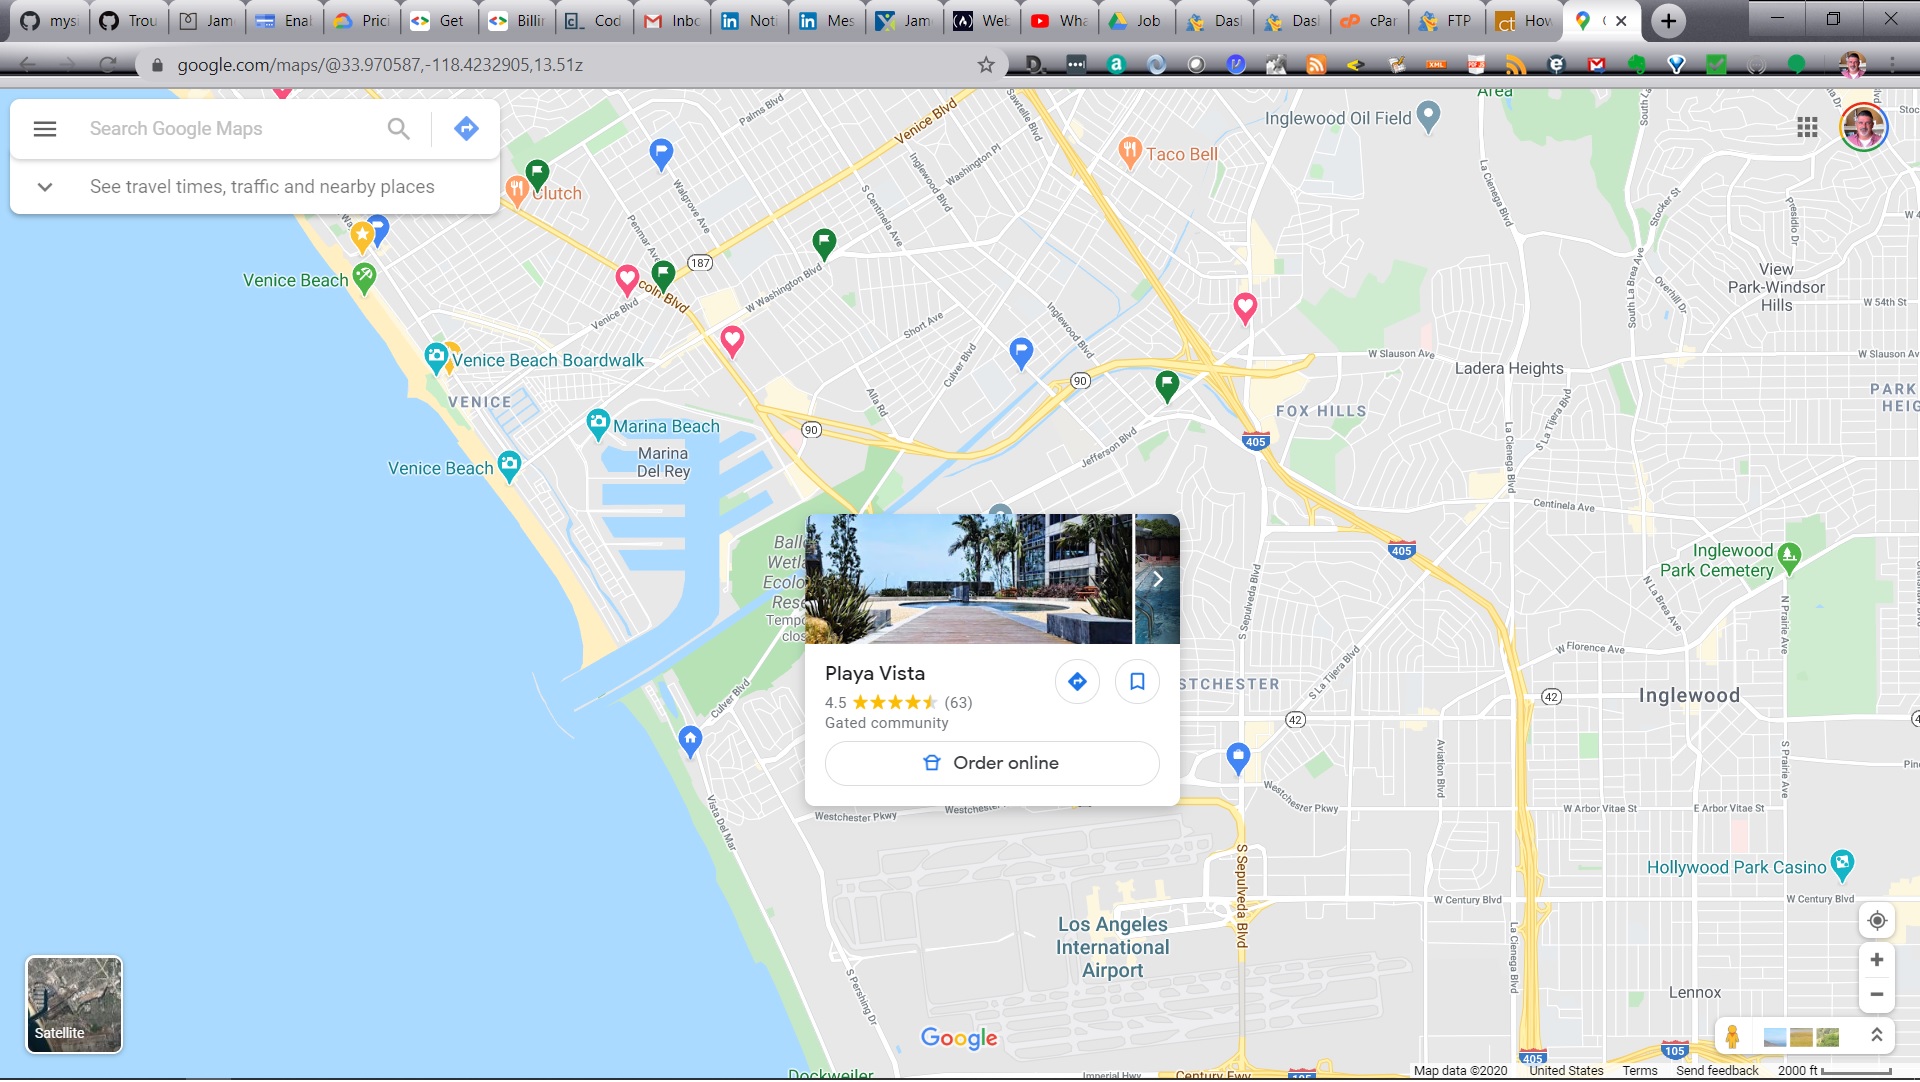 mys
Trou
Jam
Enal
Prici
Get
Billin
Cod
Inbo
Noti
Mes
Jam
Web
Wha
Job
Dasl
Dasl
cPar
FTP
How
google.com/maps/@33.970587,-118.4232905,13.51z
Search Google Maps
See travel times, traffic and nearby places
Area
Inglewood Oil Field
Taco Bell
Clutch
Palms Blvd
Venice Blvd
Sawtelle Blvd
Washington Pl
Inglewood Blvd
S Centinela Ave
Walgrove Ave
Penmar Ave
187
coln Blvd
Venice Blvd
W Washington Blvd
Short Ave
Culver Blvd
Alla Rd
Inglewood Blvd
La Cienega Blvd
Stocker St
Presidio Dr
South La Brea Ave
Overhill Dr
View
Park-Windsor
Hills
W 54th St
W Slauson Ave
W Slauson Ave
Ladera Heights
PARK
HEIG
Venice Beach
Venice Beach Boardwalk
VENICE
Marina Beach
Marina
Del Rey
Venice Beach
90
90
FOX HILLS
405
Jefferson Blvd
S La Tijera Blvd
La Cienega Blvd
Centinela Ave
405
Inglewood
Park Cemetery
Ball
Wetl
Ecolo
Rese
Tempo
clos
Playa Vista
4.5 (63)
Gated community
Order online
S Sepulveda Blvd
STCHESTER
S La Tijera Blvd
N La Brea Ave
N Prairie Ave
W Florence Ave
42
42
Inglewood
Culver Blvd
Vista Del Mar
Westchester Pkwy
Westchester
Westchester Pkwy
Aviation Blvd
S Prairie Ave
Pin
W Arbor Vitae St
E Arbor Vitae St
Hollywood Park Casino
W Century Blvd
W Century Blvd
S Sepulveda Blvd
Los Angeles
International
Airport
S Pershing Dr
La Cienega Blvd
Lennox
Satellite
Google
Dockweiler
Imperial Hwy
Century Fwy
105
405
105
Map data ©2020
United States
Terms
Send feedback
2000 ft